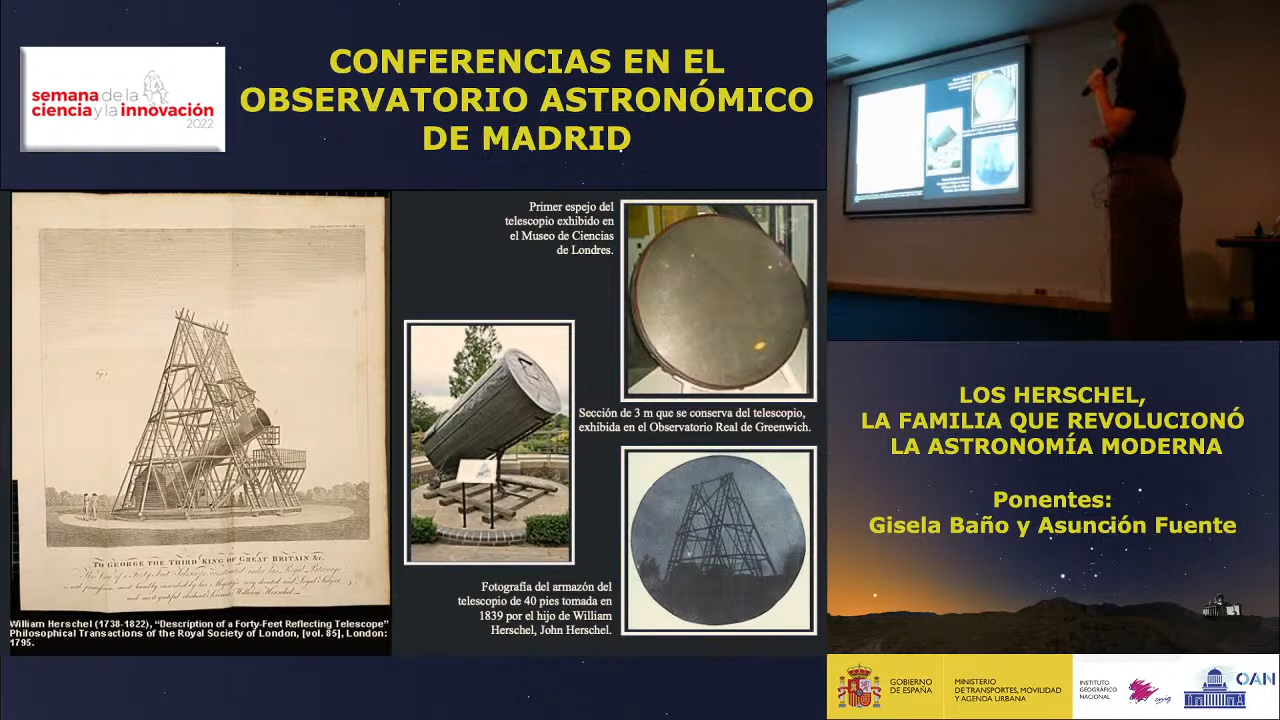 semana de la
ciencia y la innovación
2022
CONFERENCIAS EN EL
OBSERVATORIO ASTRONÓMICO
DE MADRID
TO GEORGE THE THIRD KING OF GREAT BRITAIN &c.
William Herschel (1738-1822), “Description of a Forty-Feet Reflecting Telescope”
Philosophical Transactions of the Royal Society of London, [vol. 85], London:
1795.
Primer espejo del
telescopio exhibido en
el Museo de Ciencias
de Londres.
Sección de 3 m que se conserva del telescopio,
exhibida en el Observatorio Real de Greenwich.
Fotografía del armazón del
telescopio de 40 pies tomada en
1839 por el hijo de William
Herschel, John Herschel.
LOS HERSCHEL,
LA FAMILIA QUE REVOLUCIONÓ
LA ASTRONOMÍA MODERNA
Ponentes:
Gisela Baño y Asunción Fuente
GOBIERNO
DE ESPAÑA
MINISTERIO
DE TRANSPORTES, MOVILIDAD
Y AGENDA URBANA
INSTITUTO
GEOGRÁFICO
NACIONAL
cnig
OAN